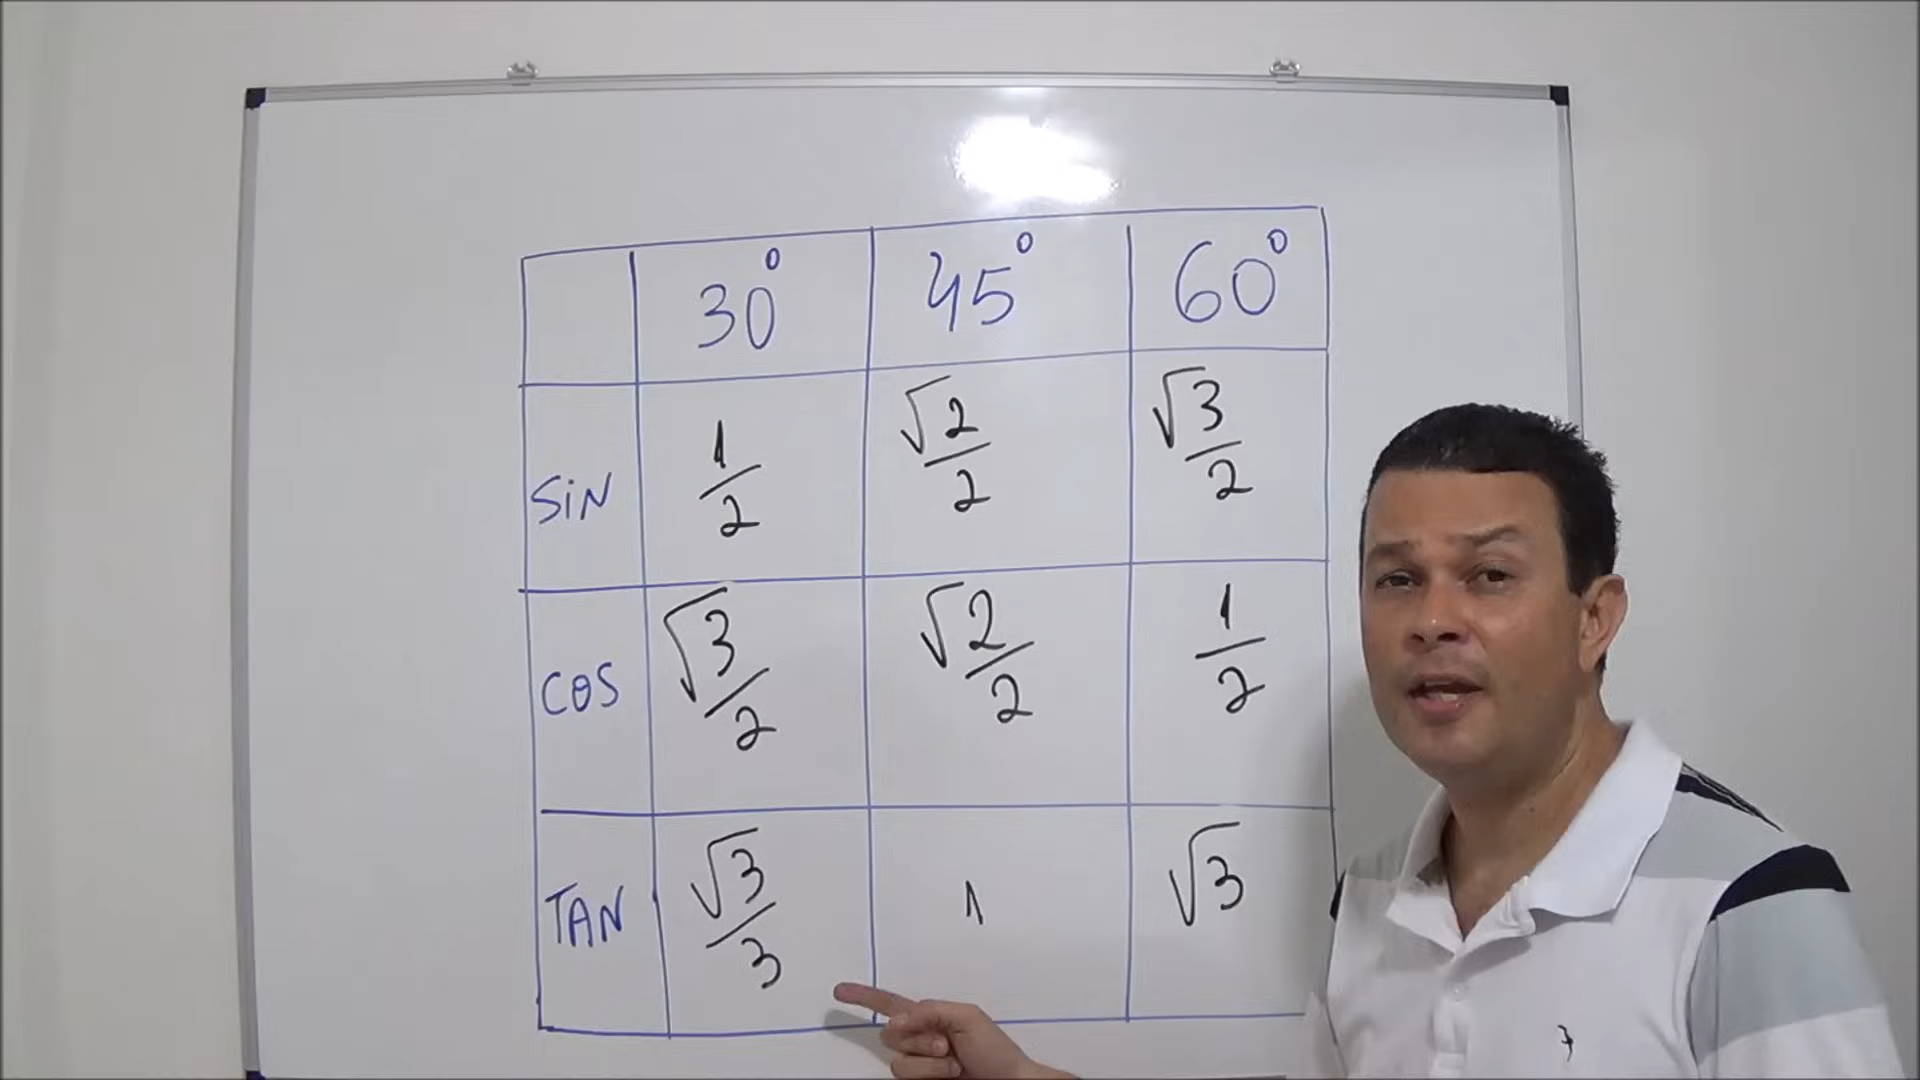 30° 45° 60°
SiN 1/2 √2/2 √3/2
COS √3/2 √2/2 1/2
TAN √3/3 1 √3